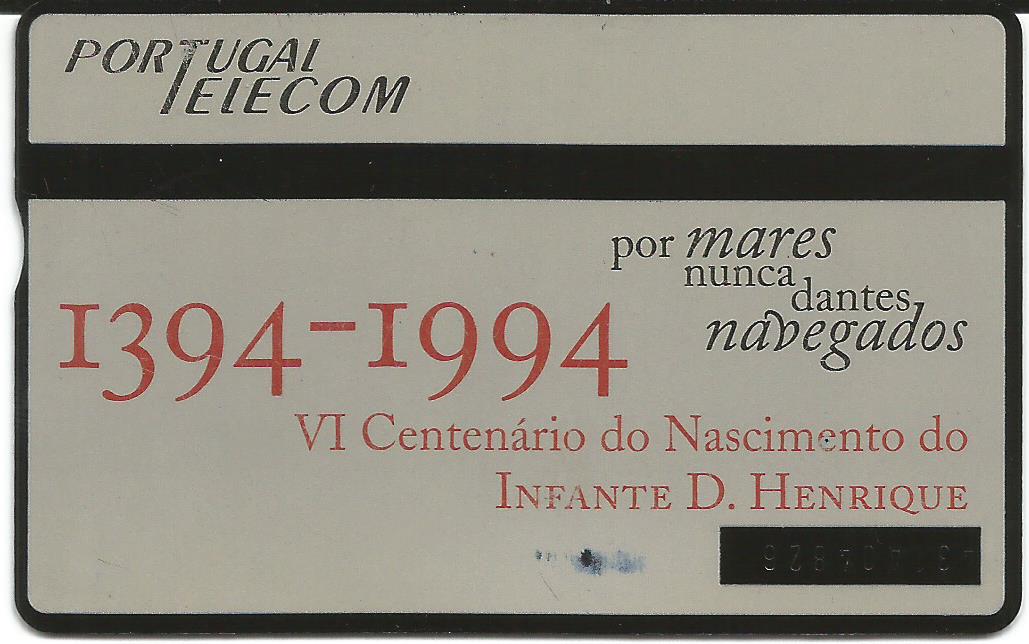 PORTUGAL
TELECOM
por mares
nunca
dantes
navegados
1394-1994
VI Centenário do Nascimento do
INFANTE D. HENRIQUE